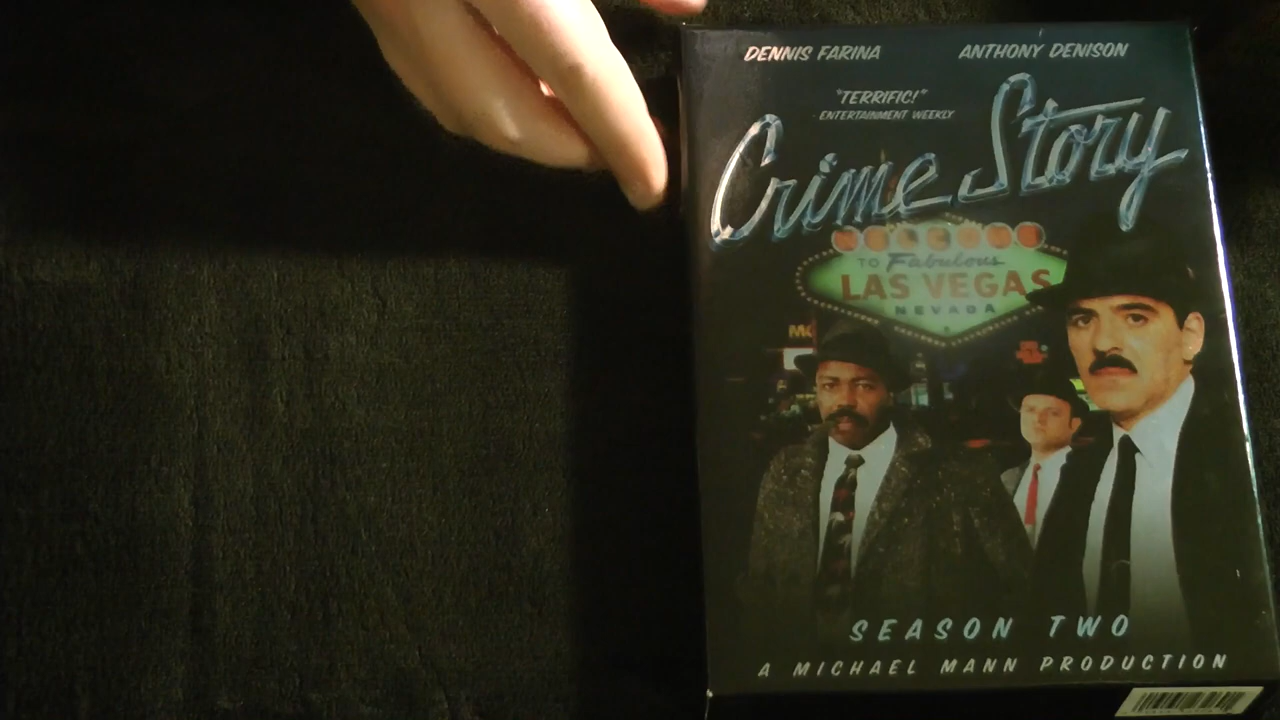 DENNIS FARINA ANTHONY DENISON
"TERRIFIC!"
- ENTERTAINMENT WEEKLY
Crime Story
WELCOME
TO Fabulous
LAS VEGAS
NEVADA
SEASON TWO
A MICHAEL MANN PRODUCTION